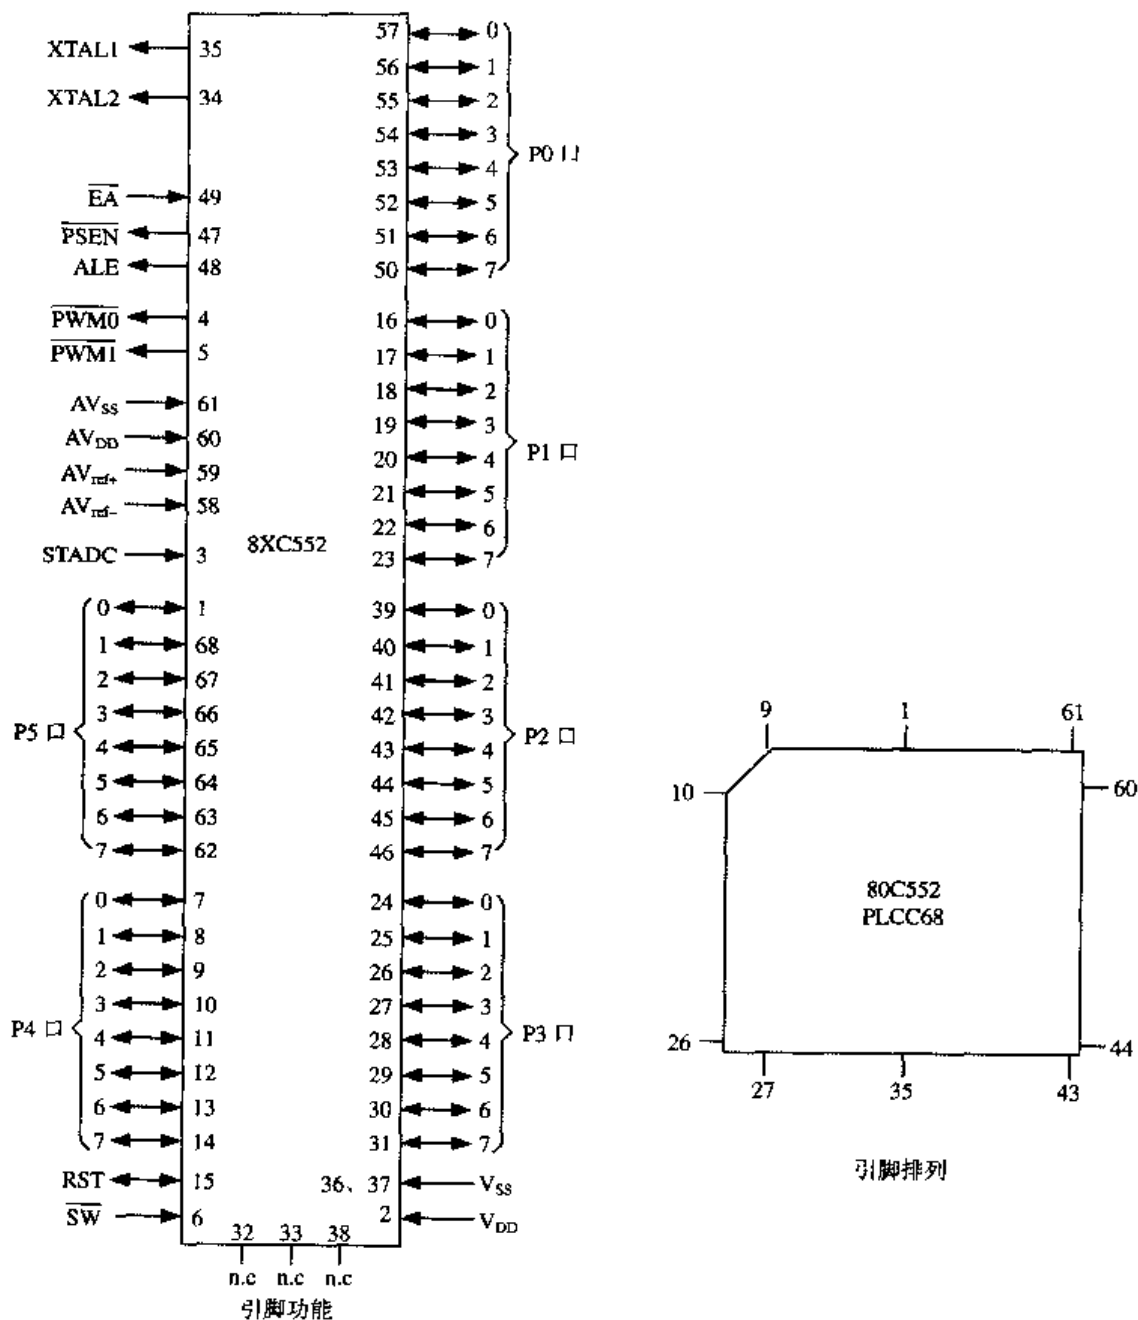 XTAL1 35
XTAL2 34
EA 49
PSEN 47
ALE 48
PWM0 4
PWM1 5
AVSS 61
AVDD 60
AVref+ 59
AVref− 58
STADC 3
P5 口
0 1
1 68
2 67
3 66
4 65
5 64
6 63
7 62
P4 口
0 7
1 8
2 9
3 10
4 11
5 12
6 13
7 14
RST 15
SW 6
8XC552
57 0
56 1
55 2
54 3
53 4
52 5
51 6
50 7
P0 口
16 0
17 1
18 2
19 3
20 4
21 5
22 6
23 7
P1 口
39 0
40 1
41 2
42 3
43 4
44 5
45 6
46 7
P2 口
24 0
25 1
26 2
27 3
28 4
29 5
30 6
31 7
P3 口
36、37 VSS
2 VDD
32 33 38
n.c n.c n.c
引脚功能
9 1 61
10 60
80C552
PLCC68
26 44
27 35 43
引脚排列